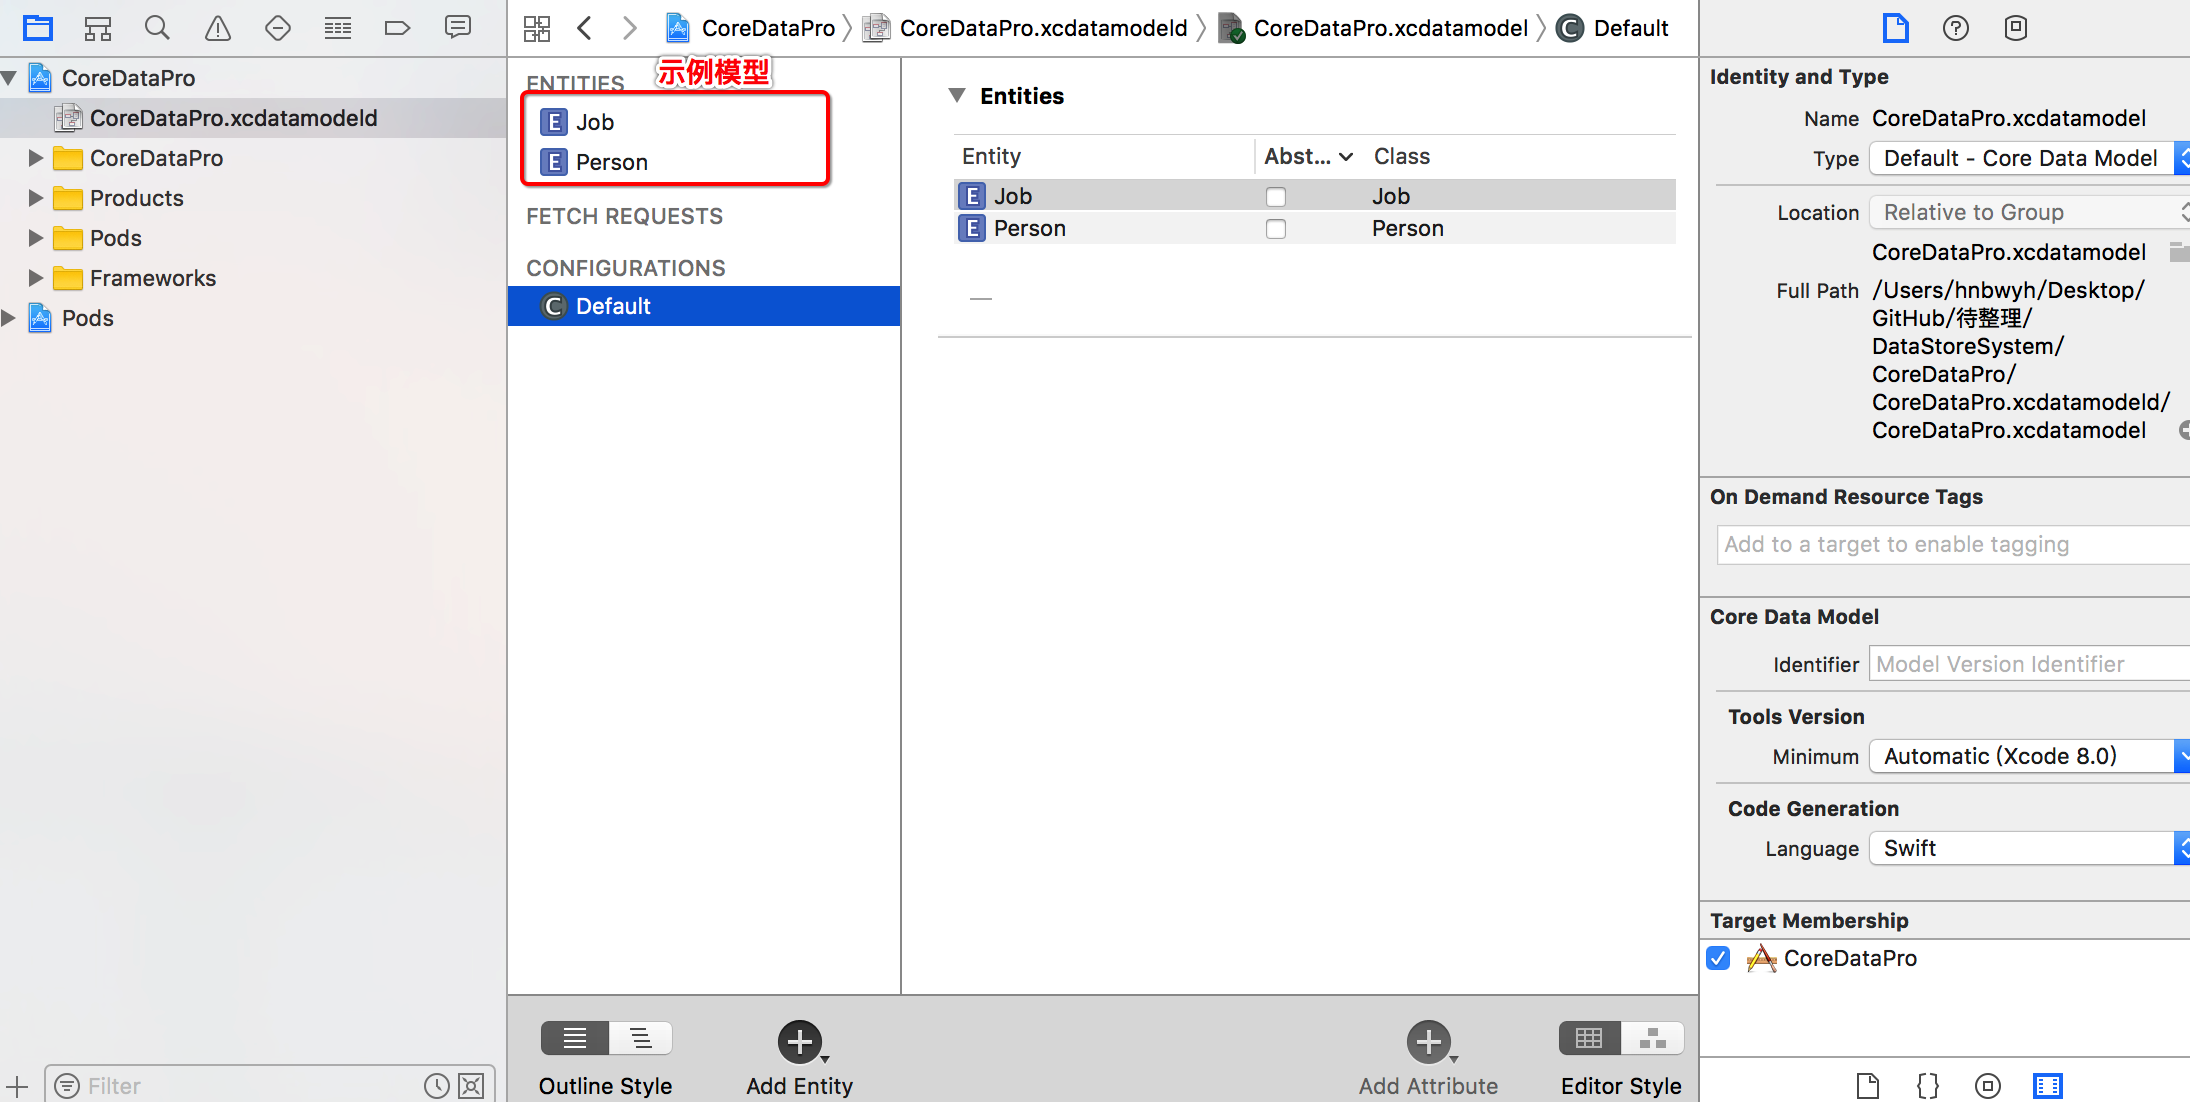 CoreDataPro
CoreDataPro.xcdatamodeld
CoreDataPro
Products
Pods
Frameworks
Pods
Filter
CoreDataPro
CoreDataPro.xcdatamodeld
CoreDataPro.xcdatamodel
C Default
示例模型
ENTITIES
E Job
E Person
FETCH REQUESTS
CONFIGURATIONS
C Default
Entities
Entity Abst... Class
E Job Job
E Person Person
Outline Style
Add Entity
Add Attribute
Editor Style
Identity and Type
Name CoreDataPro.xcdatamodel
Type Default - Core Data Model
Location Relative to Group
CoreDataPro.xcdatamodel
Full Path /Users/hnbwyh/Desktop/
GitHub/待整理/
DataStoreSystem/
CoreDataPro/
CoreDataPro.xcdatamodeld/
CoreDataPro.xcdatamodel
On Demand Resource Tags
Add to a target to enable tagging
Core Data Model
Identifier Model Version Identifier
Tools Version
Minimum Automatic (Xcode 8.0)
Code Generation
Language Swift
Target Membership
CoreDataPro